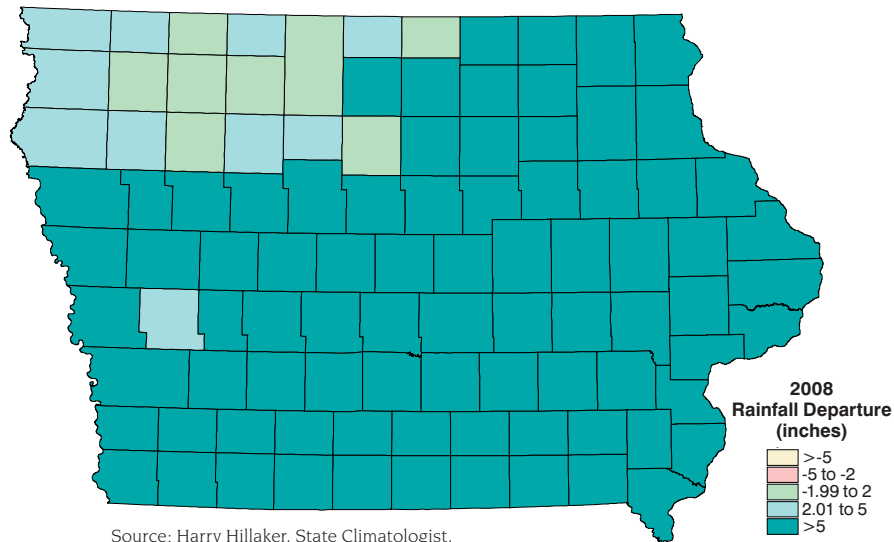 2008
Rainfall Departure
(inches)
>-5
-5 to -2
-1.99 to 2
2.01 to 5
>5
Source: Harry Hillaker, State Climatologist.